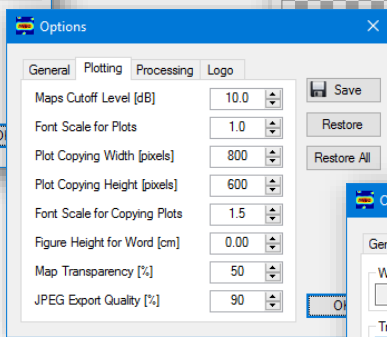 Options
General Plotting Processing Logo
Maps Cutoff Level [dB] 10.0
Save
Font Scale for Plots 1.0
Restore
Plot Copying Width [pixels] 800
Restore All
Plot Copying Height [pixels] 600
Font Scale for Copying Plots 1.5
Figure Height for Word [cm] 0.00
Map Transparency [%] 50
JPEG Export Quality [%] 90